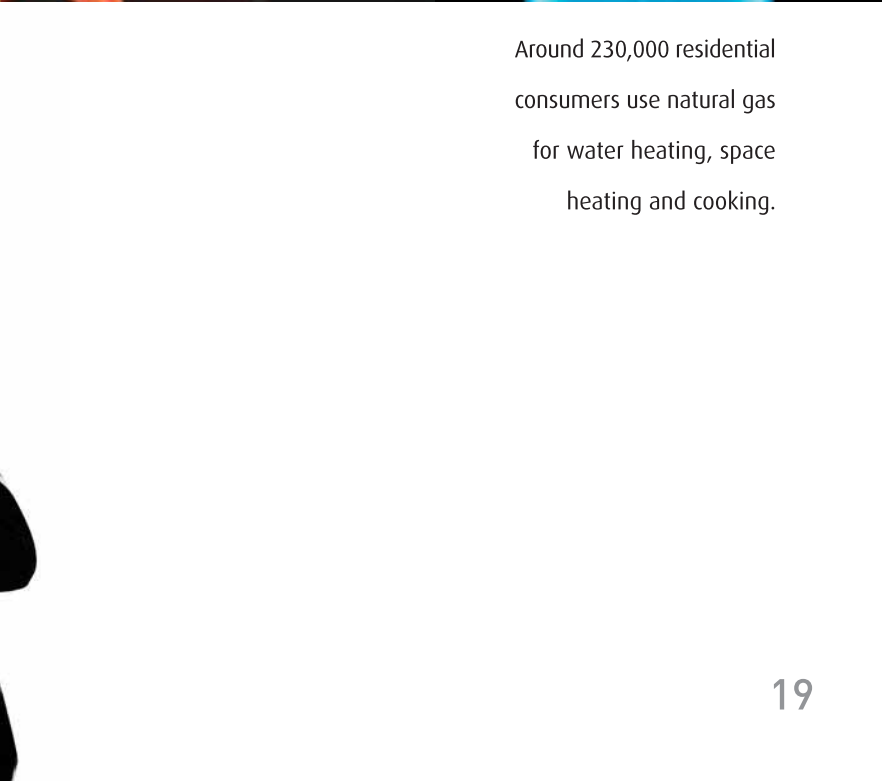 Around 230,000 residential
consumers use natural gas
for water heating, space
heating and cooking.
19